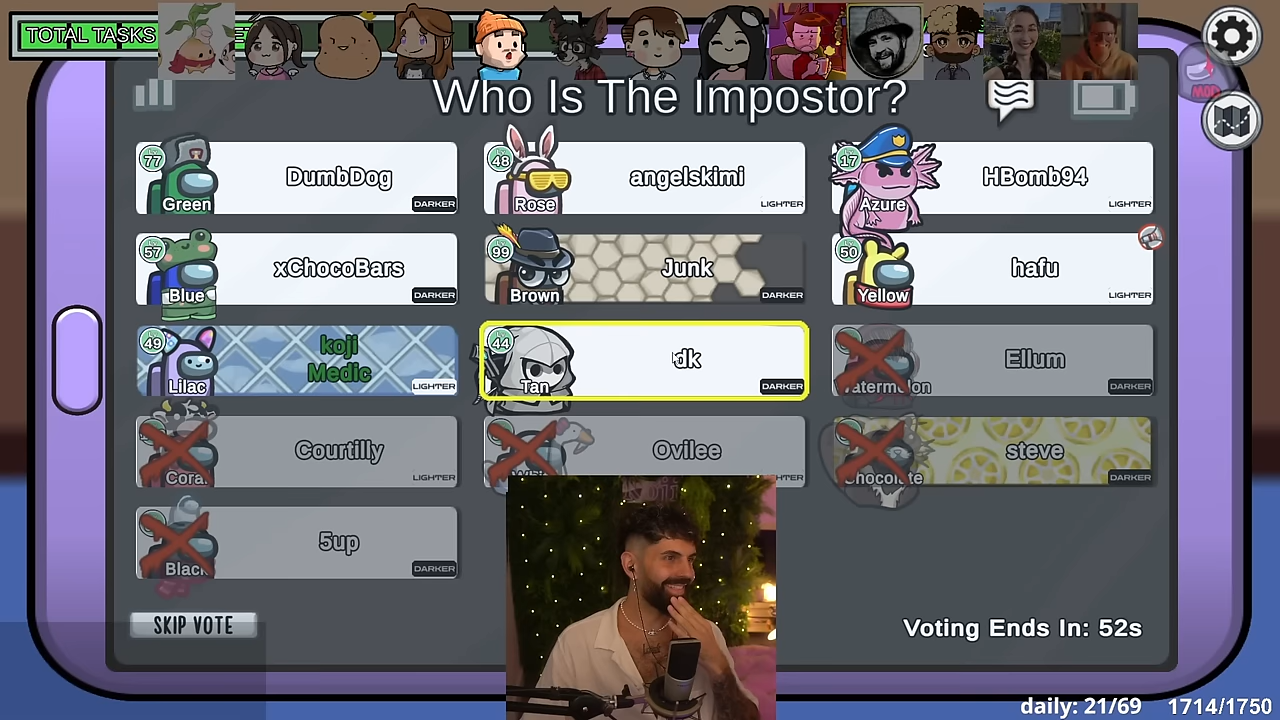 TOTAL TASKS
Who Is The Impostor?
77
DumbDog
Green
DARKER
48
angelskimi
Rose
LIGHTER
17
HBomb94
Azure
LIGHTER
57
xChocoBars
Blue
DARKER
99
Junk
Brown
DARKER
50
hafu
Yellow
LIGHTER
49
koji
Medic
Lilac
LIGHTER
44
dk
Tan
DARKER
Ellum
Watermelon
DARKER
Courtilly
Coral
LIGHTER
Ovilee
steve
Chocolate
DARKER
5up
Black
DARKER
SKIP VOTE
Voting Ends In: 52s
daily: 21/69
1714/1750